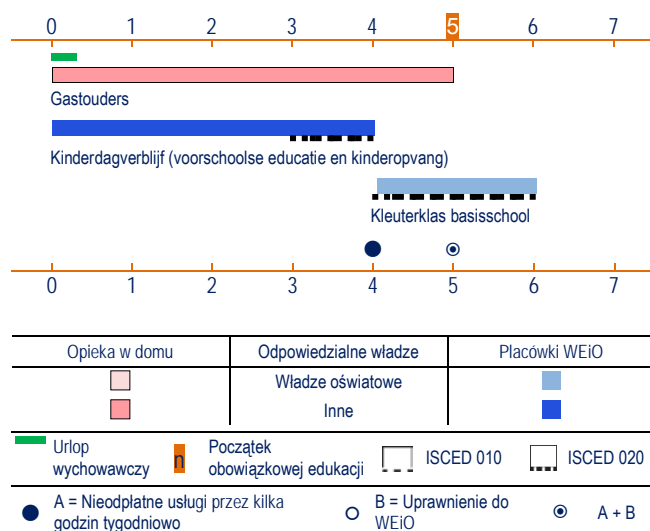 0 1 2 3 4 5 6 7
Gastouders
Kinderdagverblijf (voorschoolse educatie en kinderopvang)
Kleuterklas basisschool
0 1 2 3 4 5 6 7
Opieka w domu Odpowiedzialne władze Placówki WEiO
Władze oświatowe
Inne
Urlop
wychowawczy
n Początek
obowiązkowej edukacji
ISCED 010 ISCED 020
A = Nieodpłatne usługi przez kilka
godzin tygodniowo
B = Uprawnienie do
WEiO
A + B